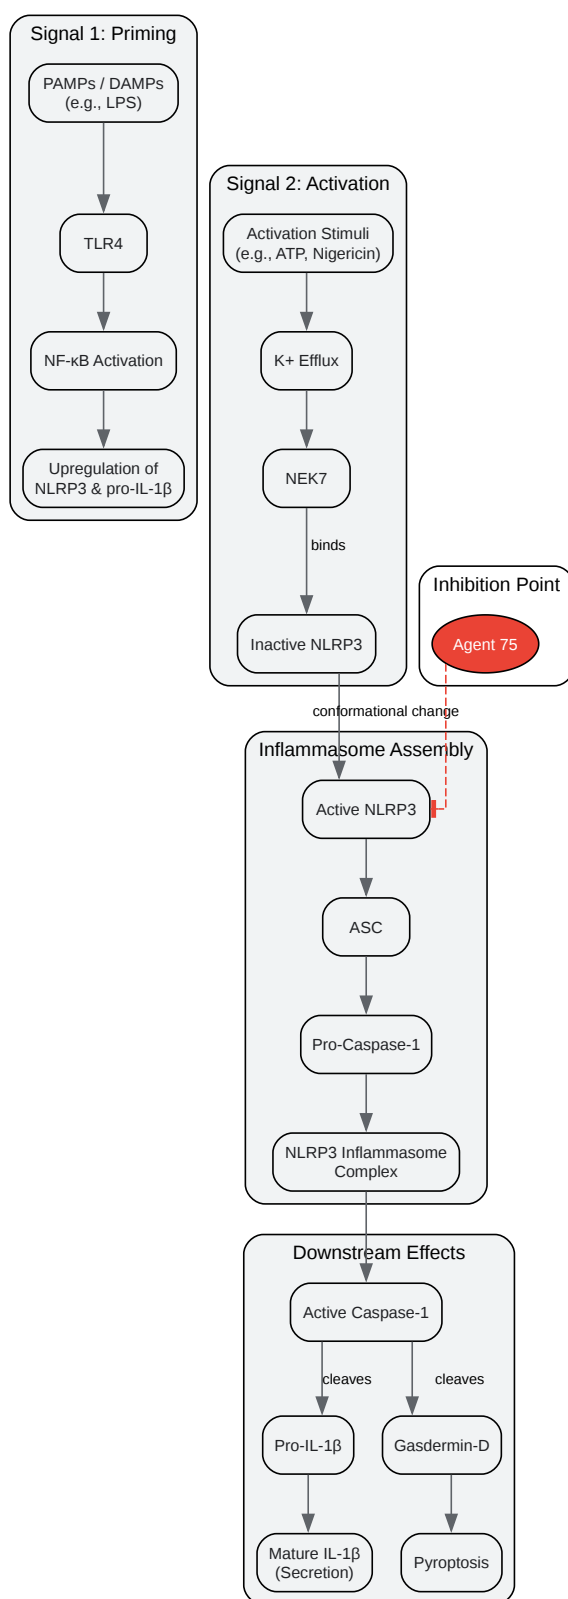 Signal 1: Priming
PAMPs / DAMPs
(e.g., LPS)
TLR4
NF-κB Activation
Upregulation of
NLRP3 & pro-IL-1β
Signal 2: Activation
Activation Stimuli
(e.g., ATP, Nigericin)
K+ Efflux
NEK7
binds
Inactive NLRP3
Inhibition Point
Agent 75
conformational change
Inflammasome Assembly
Active NLRP3
ASC
Pro-Caspase-1
NLRP3 Inflammasome
Complex
Downstream Effects
Active Caspase-1
cleaves
cleaves
Pro-IL-1β
Gasdermin-D
Mature IL-1β
(Secretion)
Pyroptosis